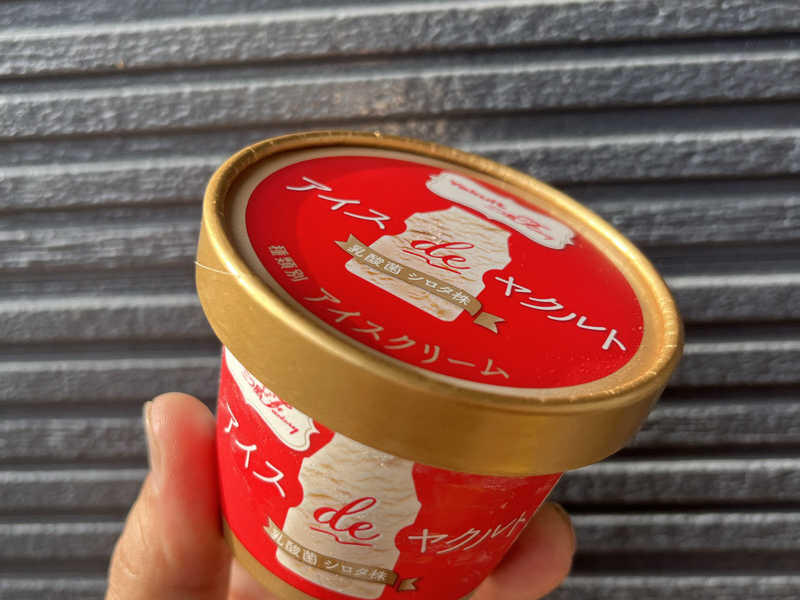 Yakult
アイス
de
ヤクルト
乳酸菌 シロタ株
種類別 アイスクリーム
アイス
de
ヤクルト
乳酸菌 シロタ株